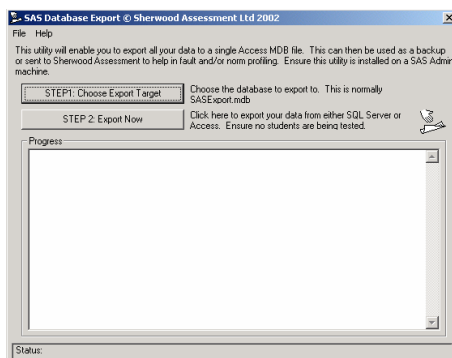 SAS Database Export © Sherwood Assessment Ltd 2002
File Help
This utility will enable you to export all your data to a single Access MDB file. This can then be used as a backup
or sent to Sherwood Assessment to help in fault and/or norm profiling. Ensure this utility is installed on a SAS Admin
machine.
STEP1: Choose Export Target
Choose the database to export to. This is normally
SASExport.mdb
STEP 2: Export Now
Click here to export your data from either SQL Server or
Access. Ensure no students are being tested.
Progress
Status: